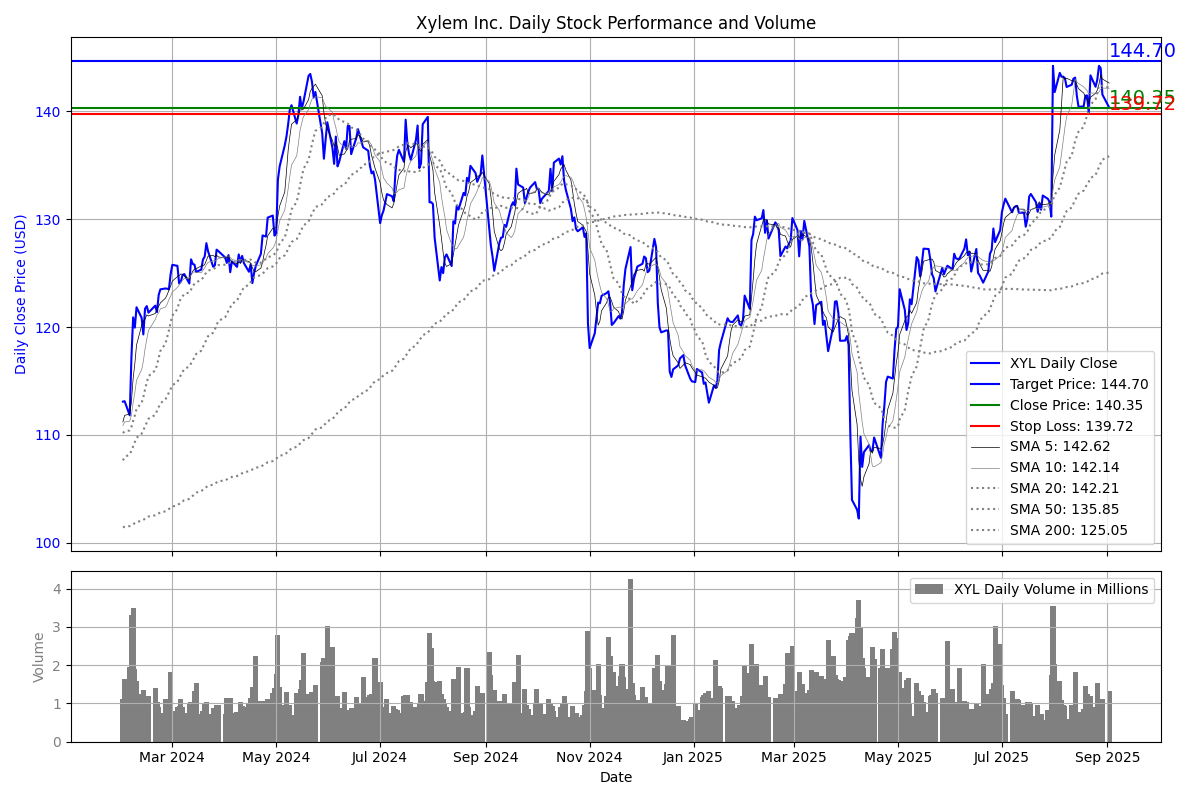 Xylem Inc. Daily Stock Performance and Volume
144.70
140.35
139.72
140
130
120
110
100
Daily Close Price (USD)
XYL Daily Close
Target Price: 144.70
Close Price: 140.35
Stop Loss: 139.72
SMA 5: 142.62
SMA 10: 142.14
SMA 20: 142.21
SMA 50: 135.85
SMA 200: 125.05
4
3
2
1
0
Volume
XYL Daily Volume in Millions
Mar 2024 May 2024 Jul 2024 Sep 2024 Nov 2024 Jan 2025 Mar 2025 May 2025 Jul 2025 Sep 2025
Date